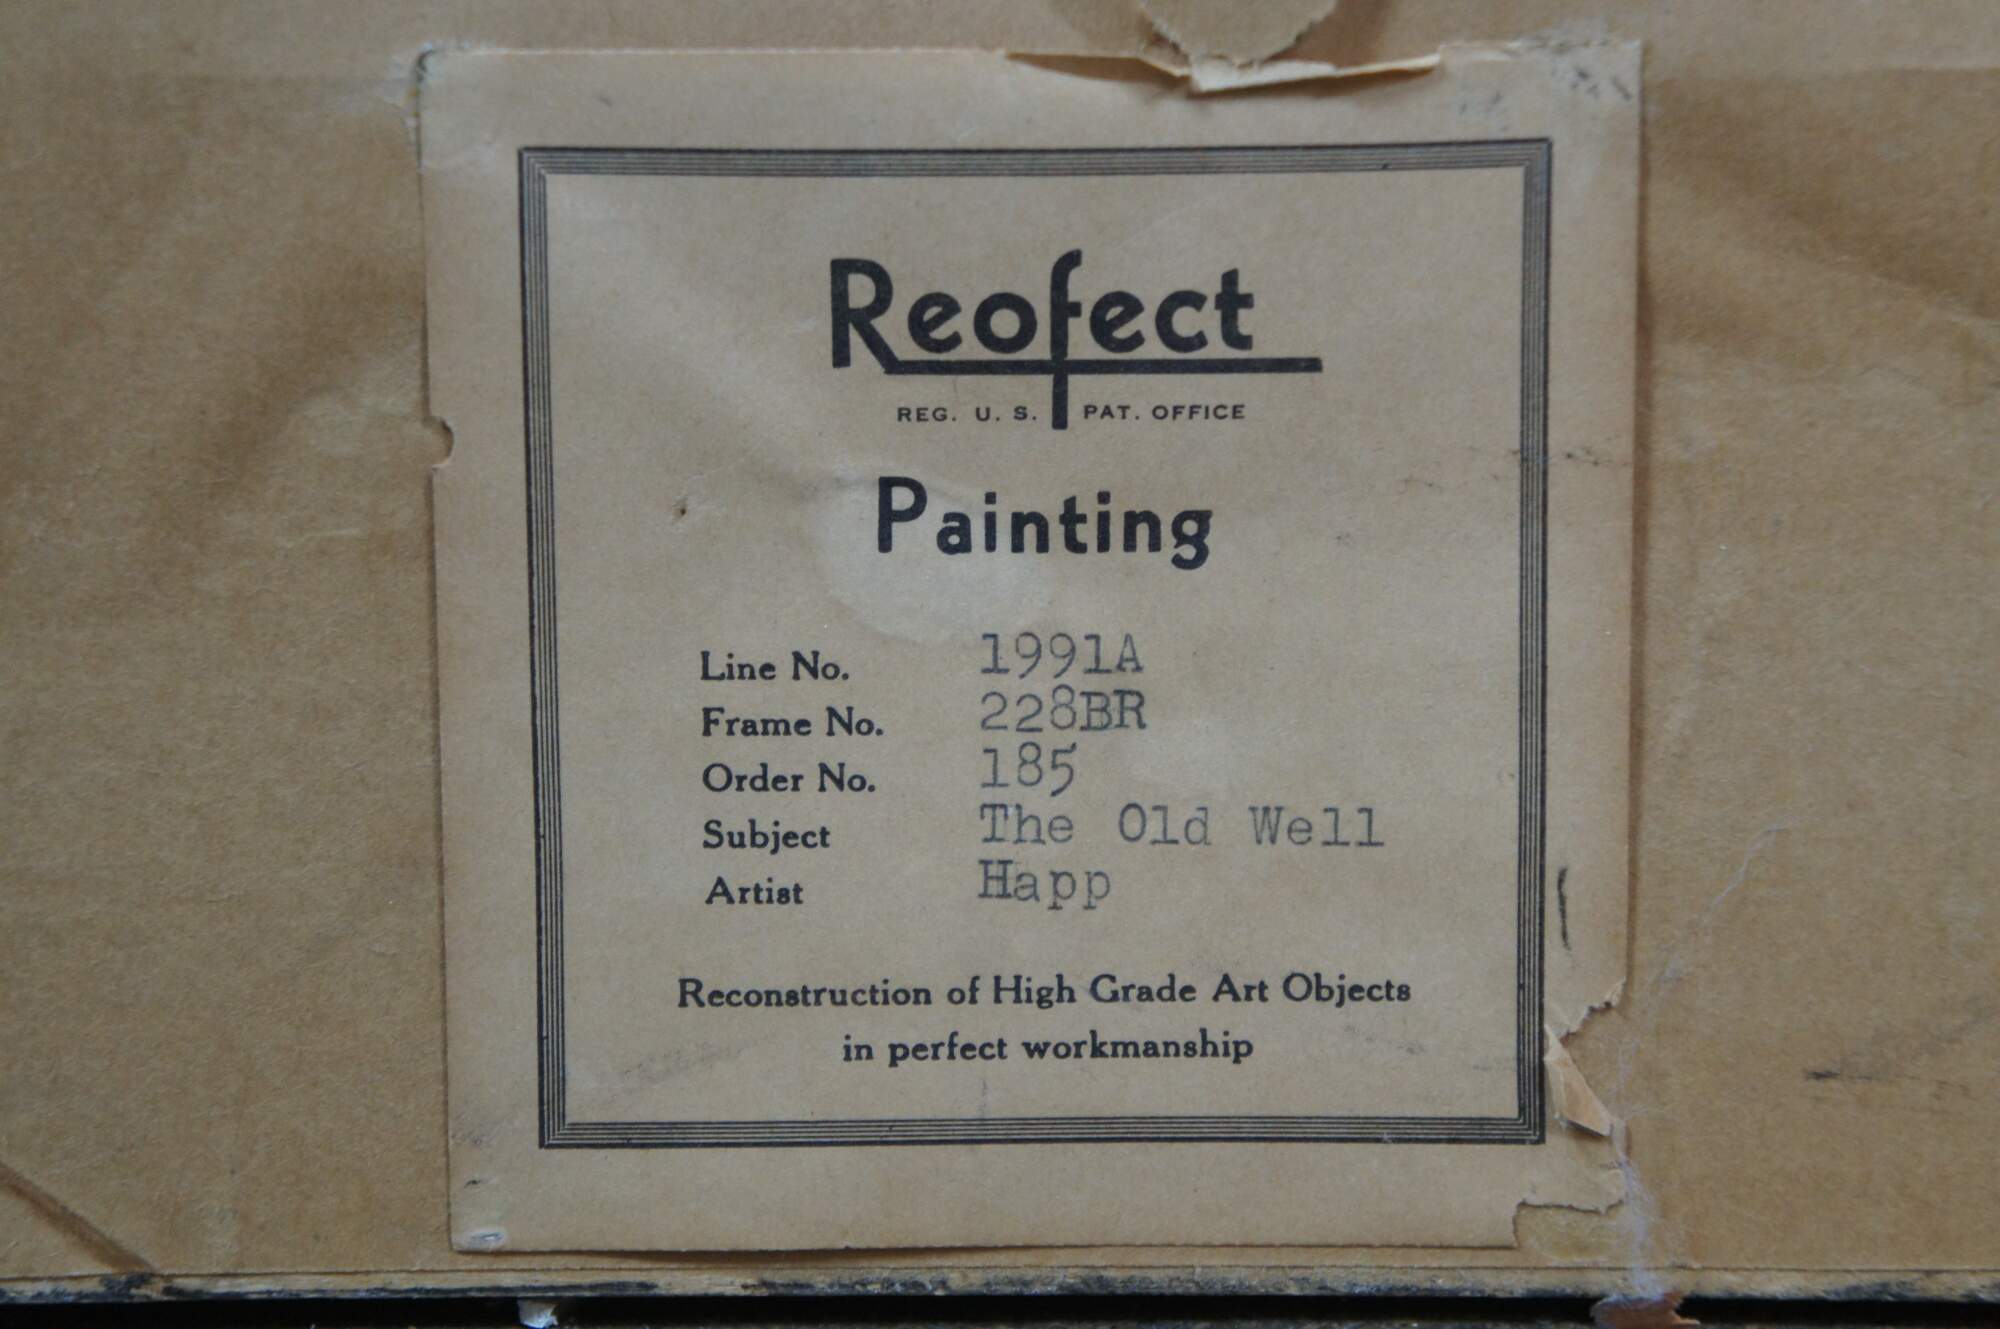 Reofect
REG. U. S. PAT. OFFICE
Painting
Line No. 1991A
Frame No. 228BR
Order No. 185
Subject The Old Well
Artist Happ
Reconstruction of High Grade Art Objects
in perfect workmanship